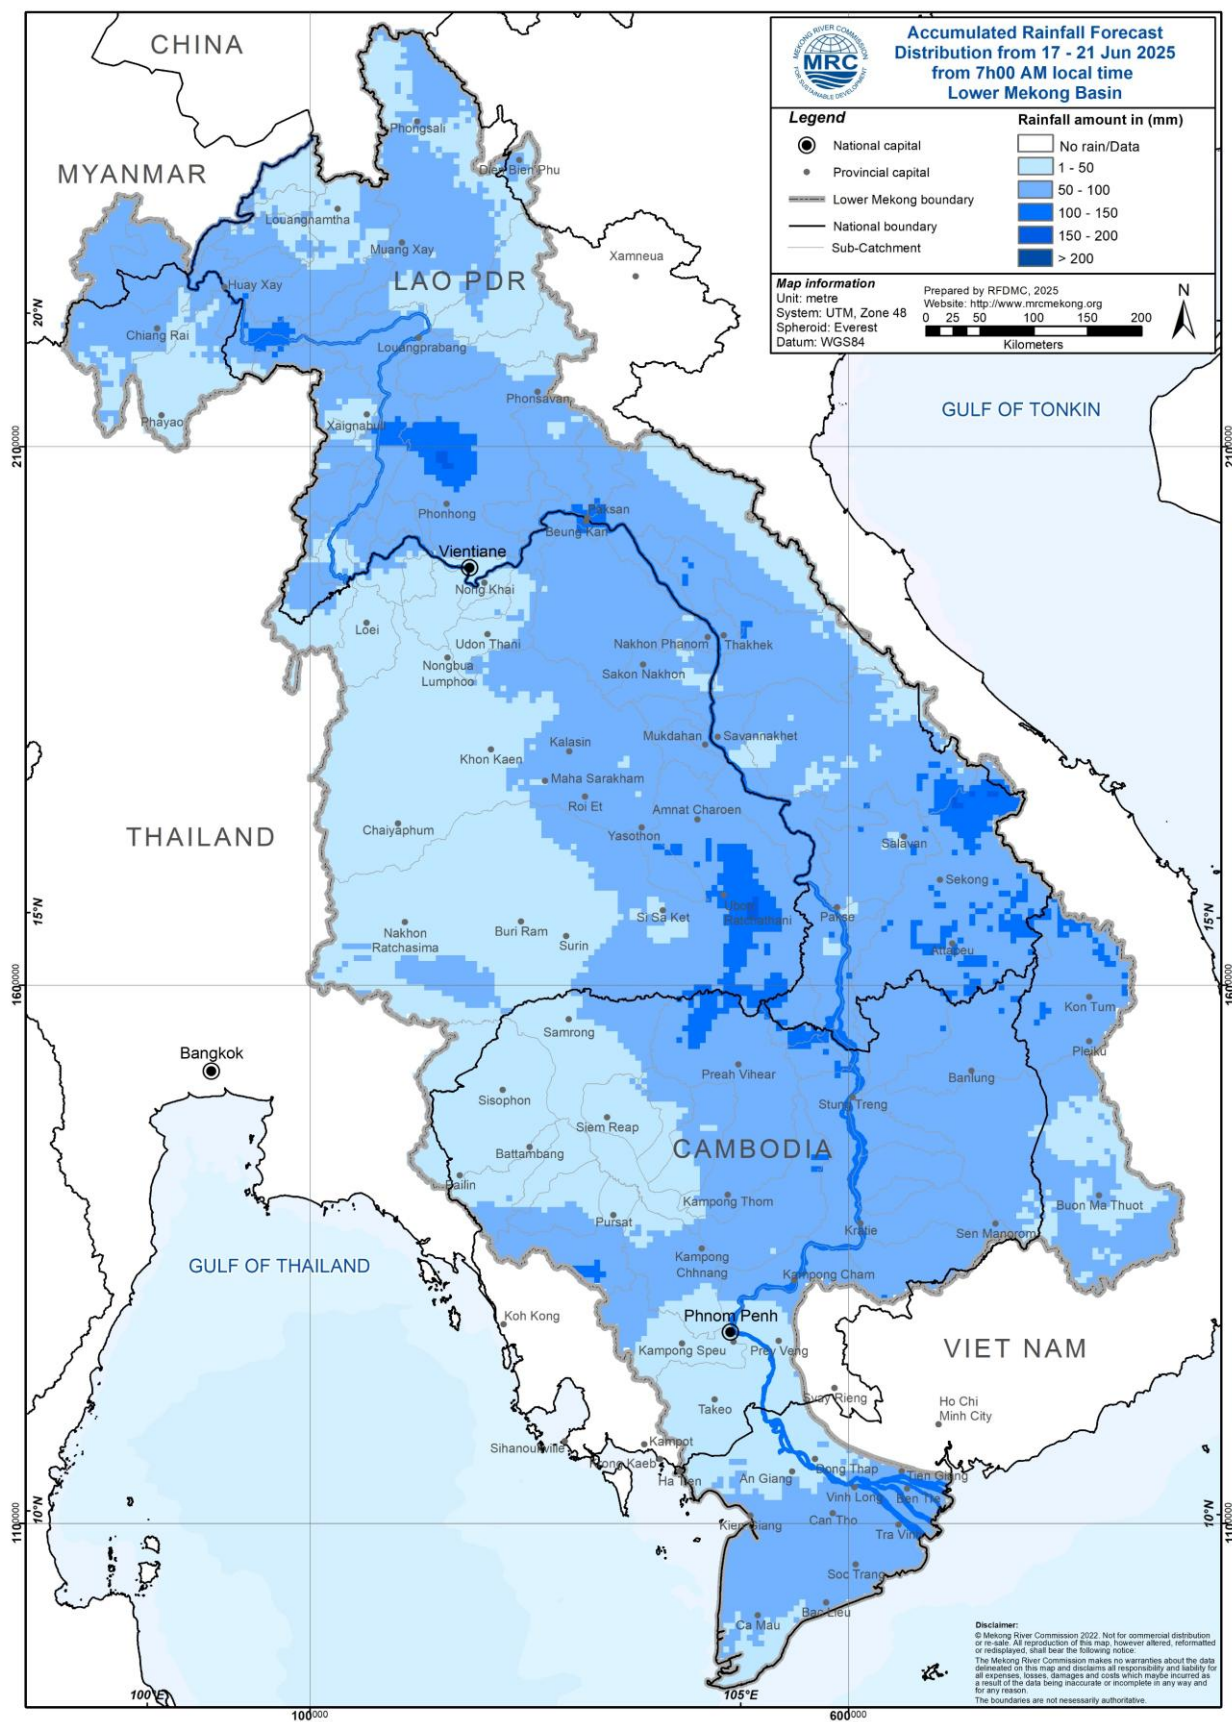 MEKONG RIVER COMMISSION
MRC
FOR SUSTAINABLE DEVELOPMENT
Accumulated Rainfall Forecast
Distribution from 17 - 21 Jun 2025
from 7h00 AM local time
Lower Mekong Basin
Legend
National capital
Provincial capital
Lower Mekong boundary
National boundary
Sub-Catchment
Rainfall amount in (mm)
No rain/Data
1 - 50
50 - 100
100 - 150
150 - 200
> 200
Map information
Unit: metre
System: UTM, Zone 48
Spheroid: Everest
Datum: WGS84
Prepared by RFDMC, 2025
Website: http://www.mrcmekong.org
0 25 50 100 150 200
Kilometers
N
CHINA
MYANMAR
Phongsali
Dien Bien Phu
Louangnamtha
Muang Xay
Xamneua
LAO PDR
Huay Xay
20°N
Chiang Rai
Louangprabang
Phonsavan
GULF OF TONKIN
Phayao
Xaignabuli
2100000
2100000
Phonhong
Paksan
Beung Kan
Vientiane
Nong Khai
Loei
Udon Thani
Nakhon Phanom
Thakhek
Nongbua
Lumphooi
Sakon Nakhon
Mukdahan
Savannakhet
Kalasin
Khon Kaen
Maha Sarakham
Roi Et
Amnat Charoen
Chaiyaphum
Yasothon
THAILAND
Salavan
Sekong
Ubon
Ratchathani
Si Sa Ket
Pakse
15°N
15°N
Nakhon
Ratchasima
Buri Ram
Surin
Attapeu
1600000
1600000
Kon Tum
Samrong
Pleiku
Bangkok
Preah Vihear
Banlung
Sisophon
Stung Treng
Siem Reap
Battambang
CAMBODIA
Pailin
Kampong Thom
Buon Ma Thuot
Pursat
Kratie
Sen Monorom
Kampong
Chhnang
GULF OF THAILAND
Kampong Cham
Koh Kong
Phnom Penh
Kampong Speu
Prey Veng
VIET NAM
Svay Rieng
Takeo
Ho Chi
Minh City
Sihanoukville
Kampot
Krong Kaeb
Ha Tien
An Giang
Dong Thap
Tien Giang
Vinh Long
Ben Tre
10°N
10°N
Kien Giang
Can Tho
Tra Vinh
1100000
1100000
Soc Trang
Bac Lieu
Ca Mau
Disclaimer:
© Mekong River Commission 2022. Not for commercial distribution
or re-sale. All reproduction of this map, however altered, reformatted
or redisplayed, shall bear the following notice:
The Mekong River Commission makes no warranties about the data
delineated on this map and disclaims all responsibility and liability for
all expenses, losses, damages and costs which maybe incurred as
a result of the data being inaccurate or incomplete in any way and
for any reason.
The boundaries are not nesessarily authoritative.
100°E
105°E
100000
600000